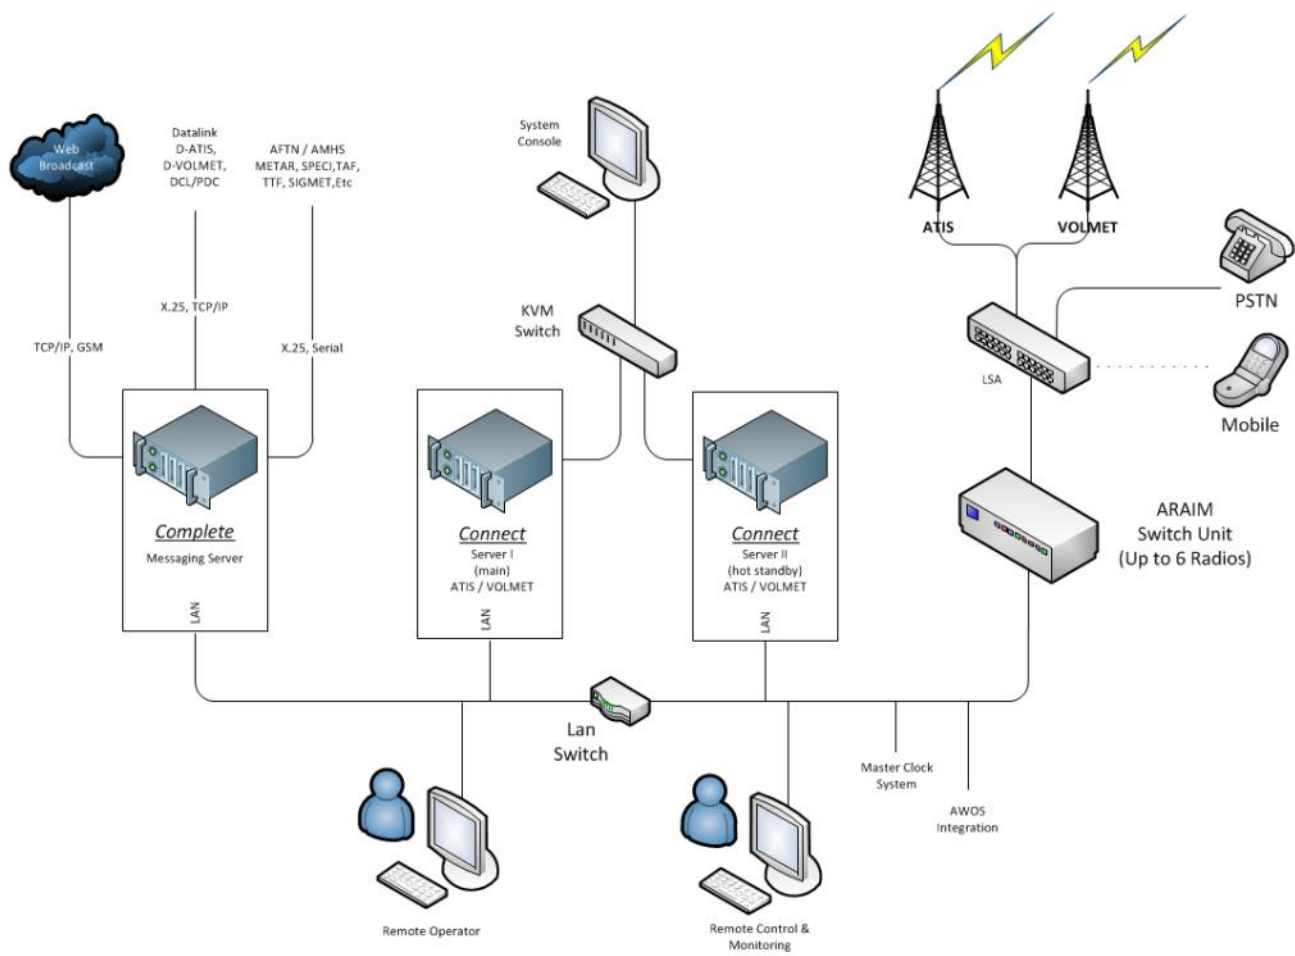 Web
Broadcast
Datalink
D-ATIS,
D-VOLMET,
DCL/PDC
AFTN / AMHS
METAR, SPECI,TAF,
TTF, SIGMET,Etc
System
Console
ATIS
VOLMET
PSTN
Mobile
TCP/IP, GSM
X.25, TCP/IP
X.25, Serial
KVM
Switch
LSA
Complete
Messaging Server
LAN
Connect
Server I
(main)
ATIS / VOLMET
LAN
Connect
Server II
(hot standby)
ATIS / VOLMET
LAN
ARAIM
Switch Unit
(Up to 6 Radios)
Lan
Switch
Master Clock
System
AWOS
Integration
Remote Operator
Remote Control &
Monitoring